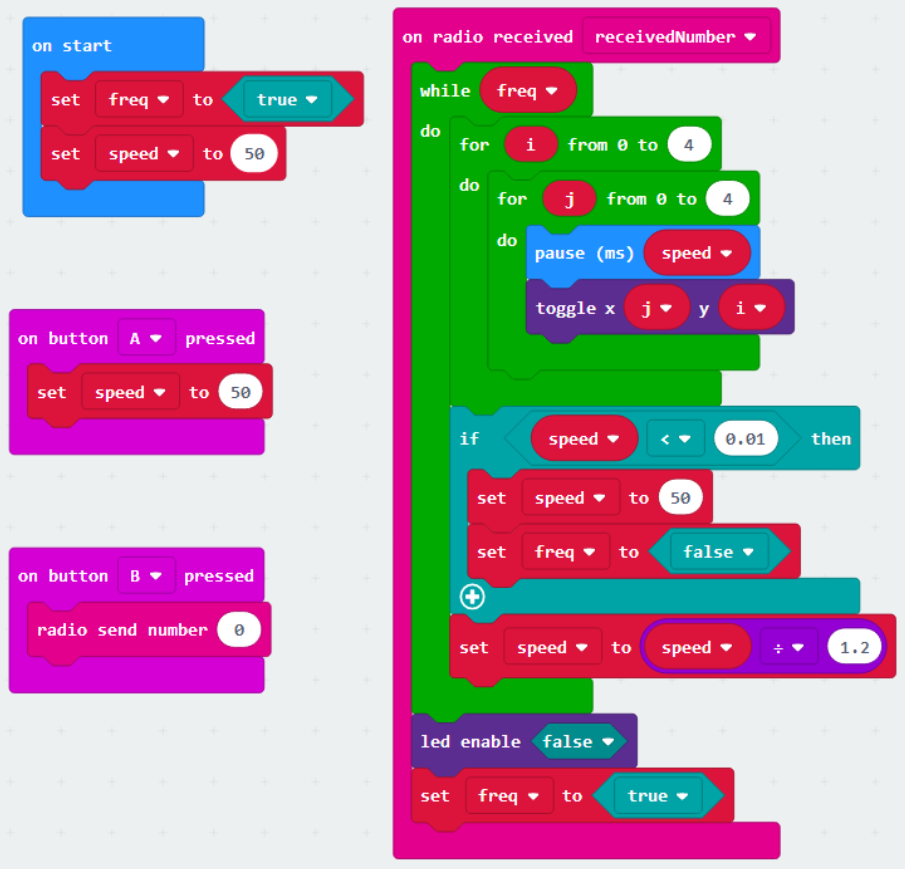 on start
set freq to true
set speed to 50
on button A pressed
set speed to 50
on button B pressed
radio send number 0
on radio received receivedNumber
while freq
do
for i from 0 to 4
do
for j from 0 to 4
do
pause (ms) speed
toggle x j y i
if speed < 0.01 then
set speed to 50
set freq to false
set speed to speed ÷ 1.2
led enable false
set freq to true